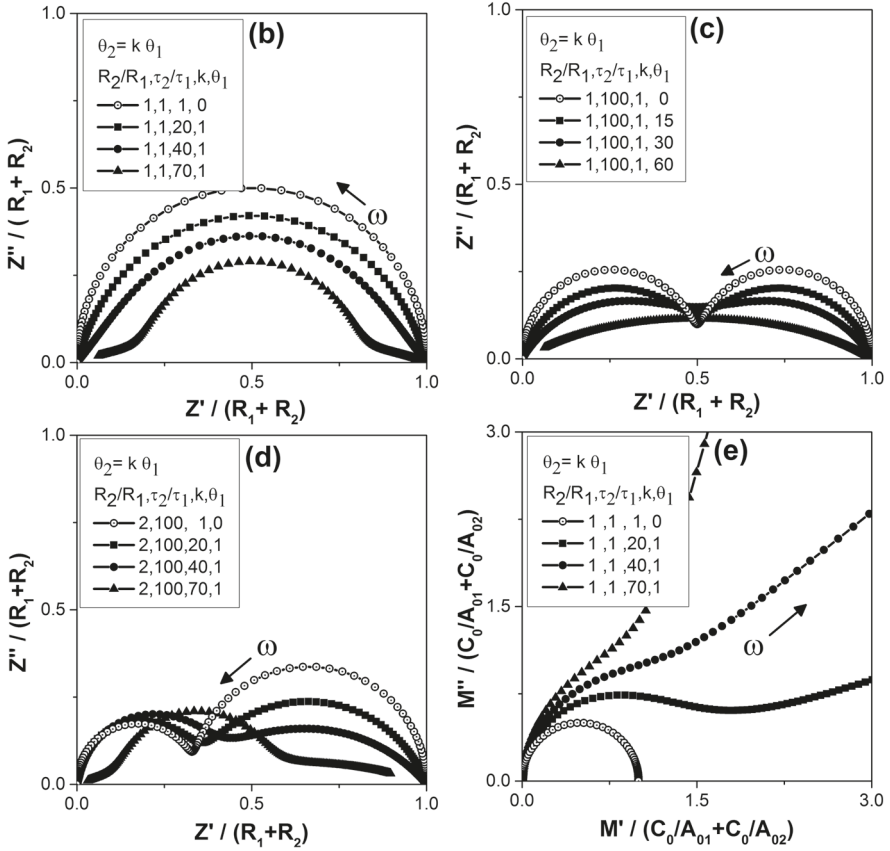 (b)
1.0
0.5
0.0
Z'' / ( R₁+ R₂)
θ₂= k θ₁
R₂/R₁,τ₂/τ₁,k,θ₁
1,1, 1, 0
1,1,20,1
1,1,40,1
1,1,70,1
ω
0.0 0.5 1.0
Z' / (R₁+ R₂)
(c)
1.0
0.5
0.0
Z'' / (R₁+ R₂)
θ₂= k θ₁
R₂/R₁,τ₂/τ₁,k,θ₁
1,100,1, 0
1,100,1, 15
1,100,1, 30
1,100,1, 60
ω
0.0 0.5 1.0
Z' / (R₁ + R₂)
(d)
1.0
0.5
0.0
Z'' / (R₁+R₂)
θ₂= k θ₁
R₂/R₁,τ₂/τ₁,k,θ₁
2,100, 1,0
2,100,20,1
2,100,40,1
2,100,70,1
ω
0.0 0.5 1.0
Z' / (R₁+R₂)
(e)
3.0
1.5
0.0
M'' / (C₀/A₀₁+C₀/A₀₂)
θ₂= k θ₁
R₂/R₁,τ₂/τ₁,k,θ₁
1 ,1 , 1, 0
1 ,1 ,20,1
1 ,1 ,40,1
1 ,1 ,70,1
ω
0.0 1.5 3.0
M' / (C₀/A₀₁+C₀/A₀₂)